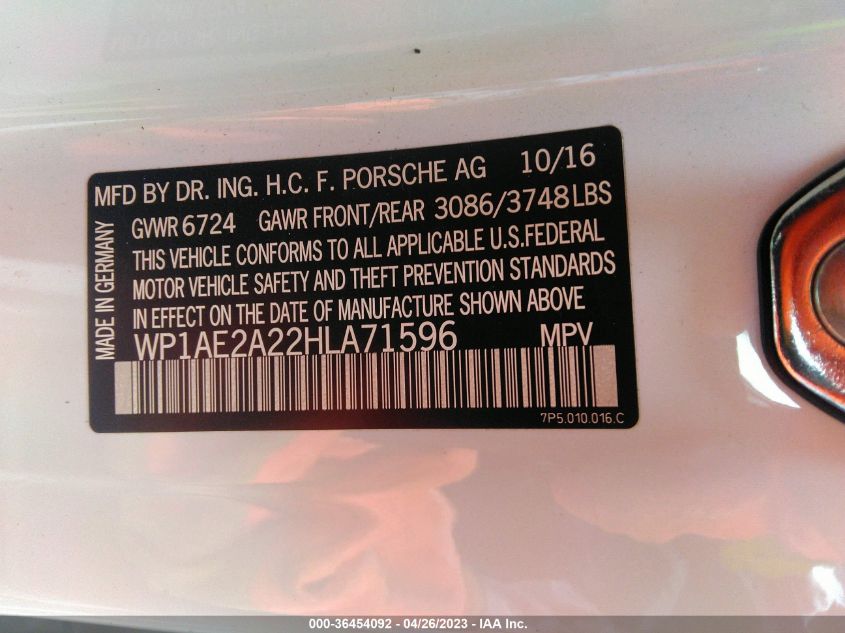 MFD BY DR. ING. H.C. F. PORSCHE AG 10/16
GVWR 6724 GAWR FRONT/REAR 3086/3748LBS
THIS VEHICLE CONFORMS TO ALL APPLICABLE U.S.FEDERAL
MOTOR VEHICLE SAFETY AND THEFT PREVENTION STANDARDS
IN EFFECT ON THE DATE OF MANUFACTURE SHOWN ABOVE
WP1AE2A22HLA71596 MPV
MADE IN GERMANY
7P5.010.016.C
000-36454092 - 04/26/2023 - IAA Inc.